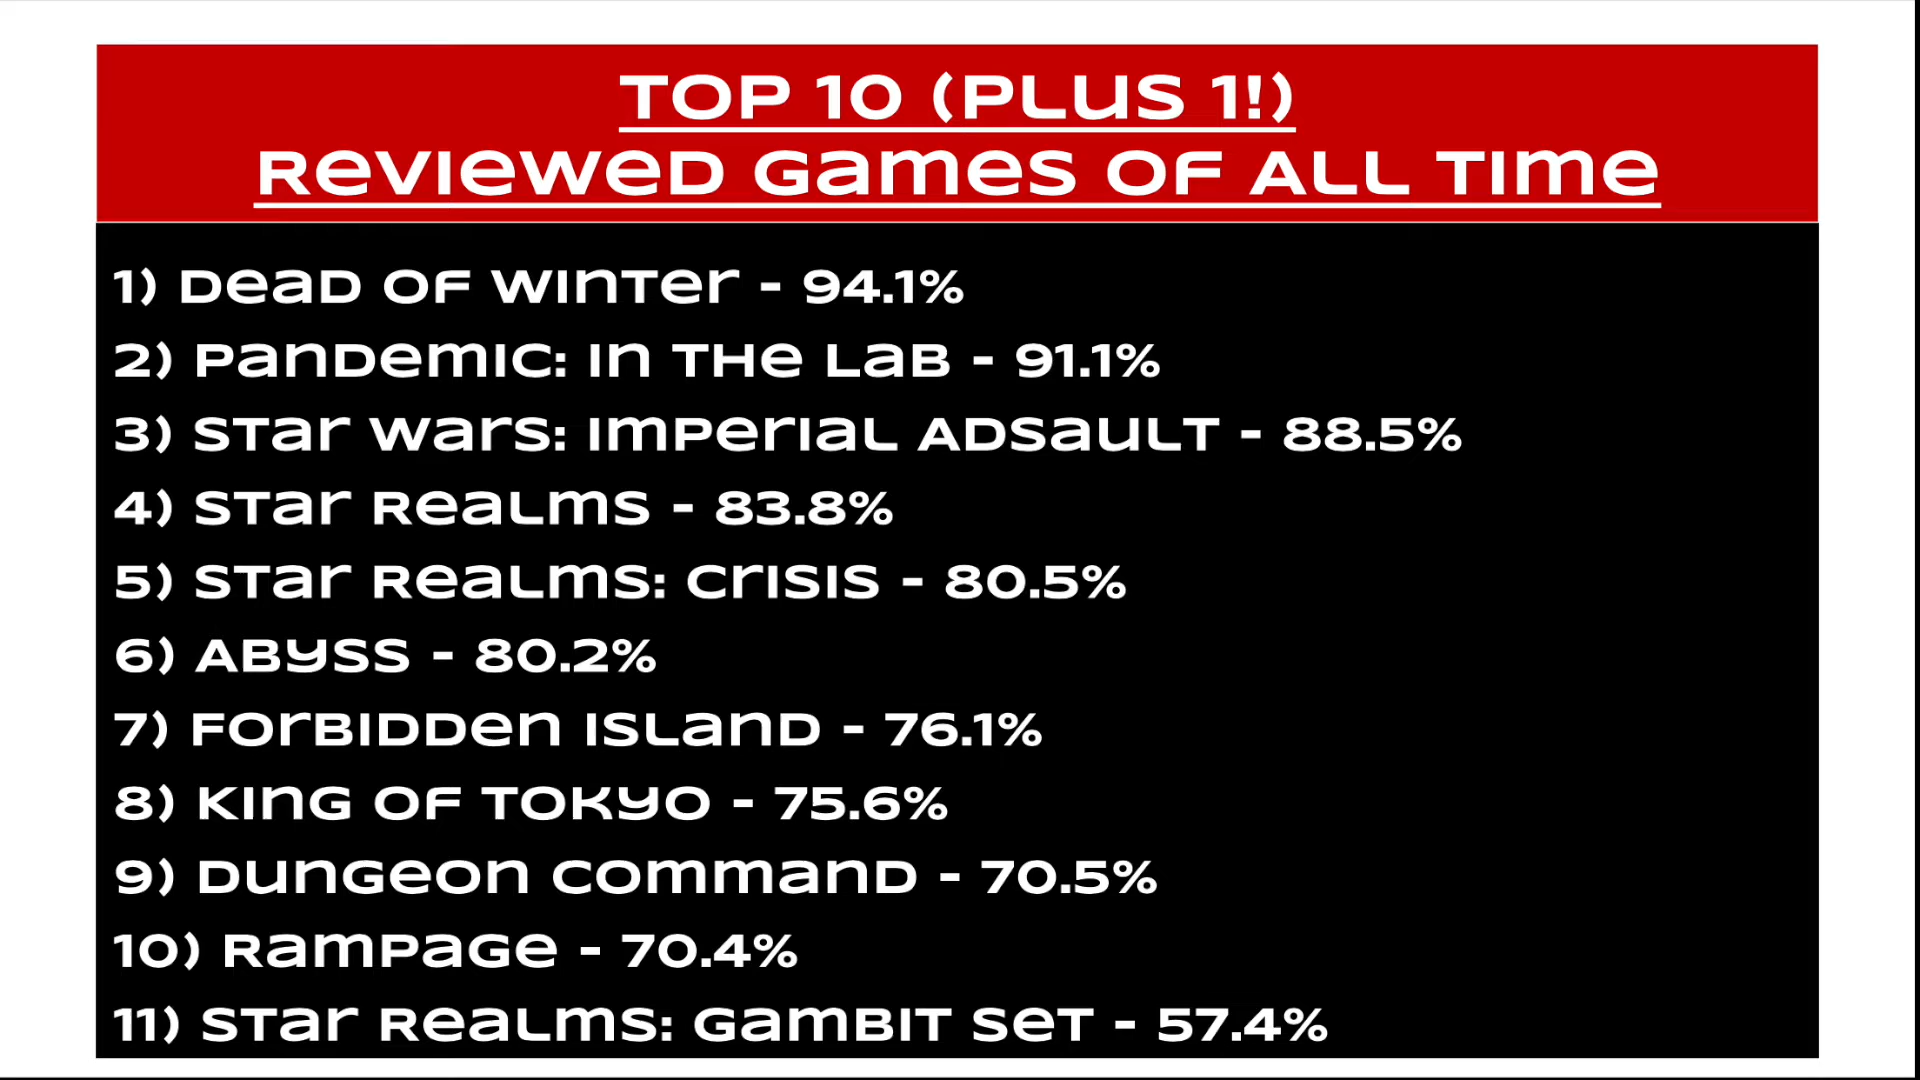 TOP 10 (PLUS 1!)
Reviewed Games of All Time
1) Dead of Winter - 94.1%
2) Pandemic: In the Lab - 91.1%
3) Star Wars: Imperial Adsault - 88.5%
4) Star Realms - 83.8%
5) Star Realms: Crisis - 80.5%
6) Abyss - 80.2%
7) Forbidden Island - 76.1%
8) King of Tokyo - 75.6%
9) Dungeon Command - 70.5%
10) Rampage - 70.4%
11) Star Realms: Gambit Set - 57.4%